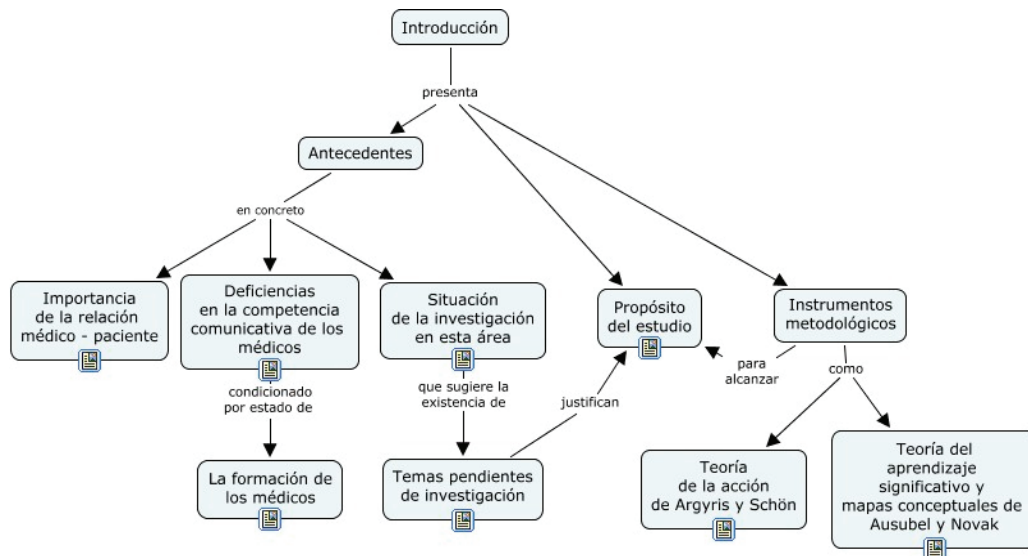 Introducción
presenta
Antecedentes
en concreto
Importancia
de la relación
médico - paciente
Deficiencias
en la competencia
comunicativa de los
médicos
Situación
de la investigación
en esta área
Propósito
del estudio
Instrumentos
metodológicos
condicionado
por estado de
que sugiere la
existencia de
justifican
para
alcanzar
como
La formación de
los médicos
Temas pendientes
de investigación
Teoría
de la acción
de Argyris y Schön
Teoría del
aprendizaje
significativo y
mapas conceptuales de
Ausubel y Novak